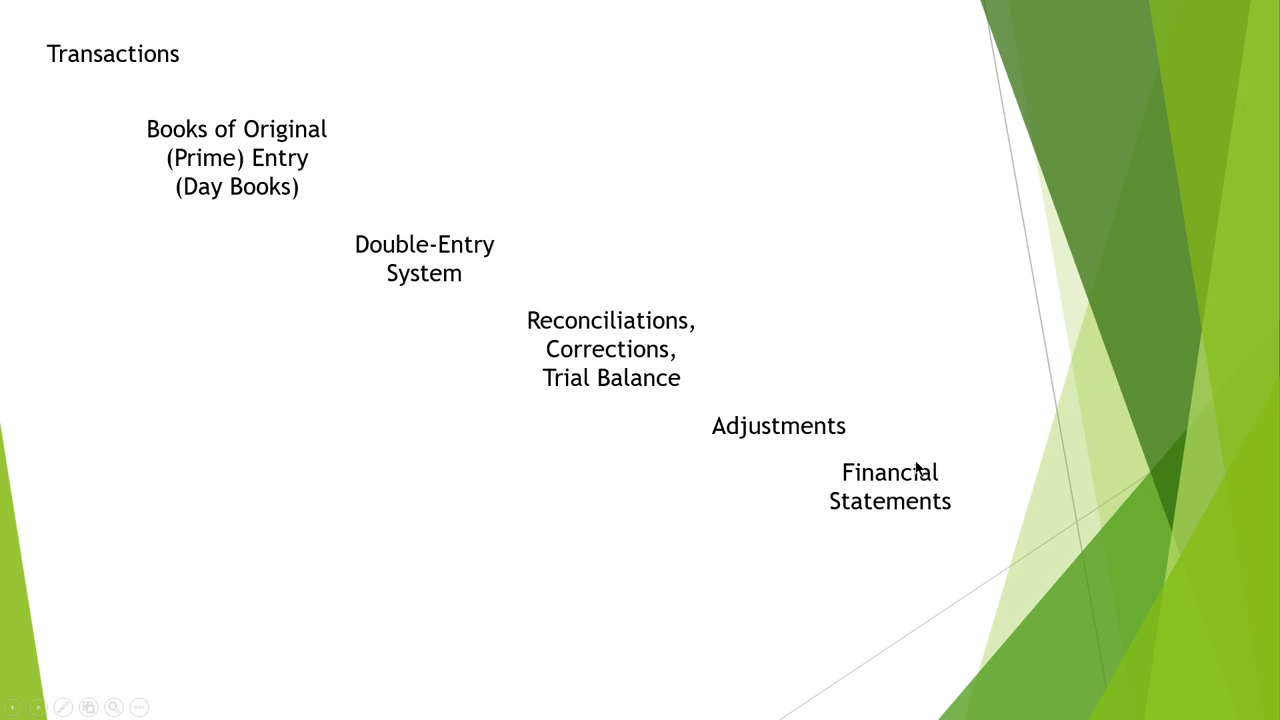 Transactions
Books of Original
(Prime) Entry
(Day Books)
Double-Entry
System
Reconciliations,
Corrections,
Trial Balance
Adjustments
Financial
Statements